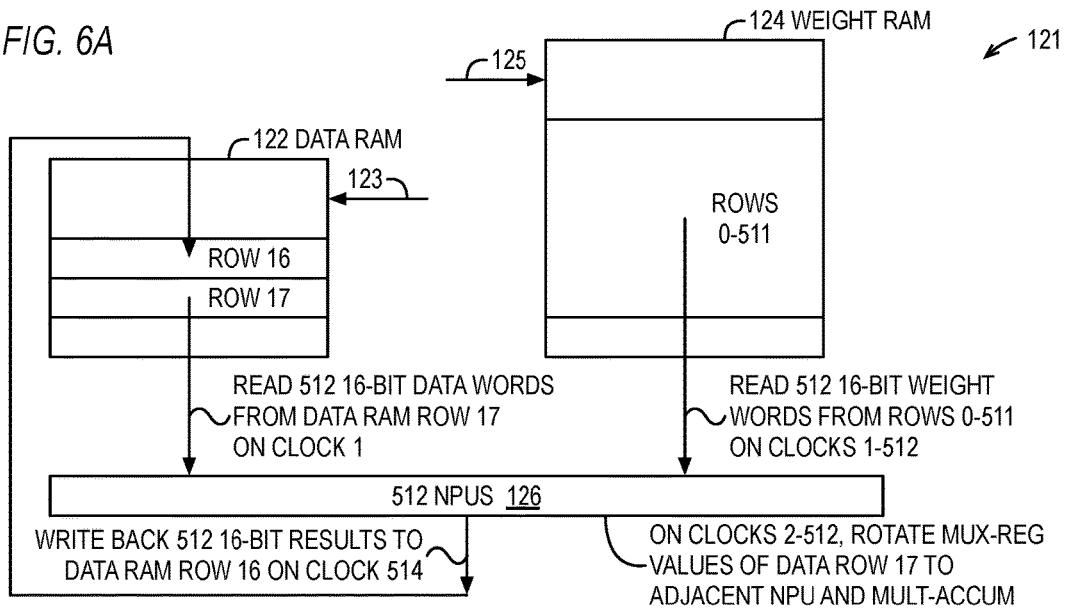 FIG. 6A
124 WEIGHT RAM
121
125
122 DATA RAM
123
ROWS
0-511
ROW 16
ROW 17
READ 512 16-BIT DATA WORDS
FROM DATA RAM ROW 17
ON CLOCK 1
READ 512 16-BIT WEIGHT
WORDS FROM ROWS 0-511
ON CLOCKS 1-512
512 NPUS 126
WRITE BACK 512 16-BIT RESULTS TO
DATA RAM ROW 16 ON CLOCK 514
ON CLOCKS 2-512, ROTATE MUX-REG
VALUES OF DATA ROW 17 TO
ADJACENT NPU AND MULT-ACCUM